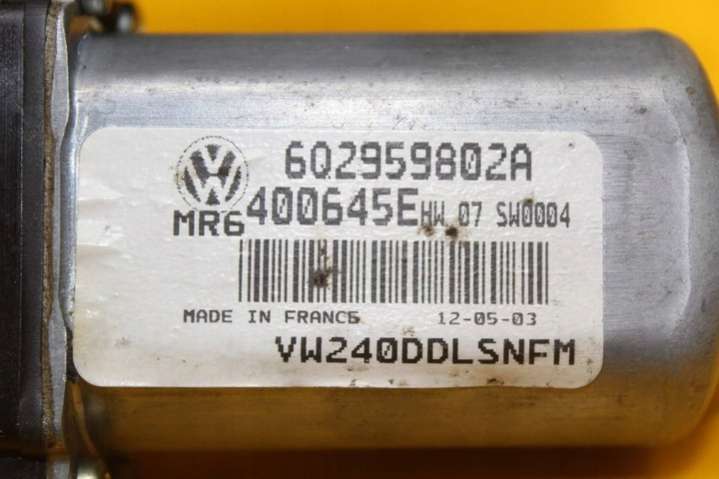 6Q2959802A
MR6 400645E HW 07 SW0004
MADE IN FRANCE 12-05-03
VW240DDLSNFM